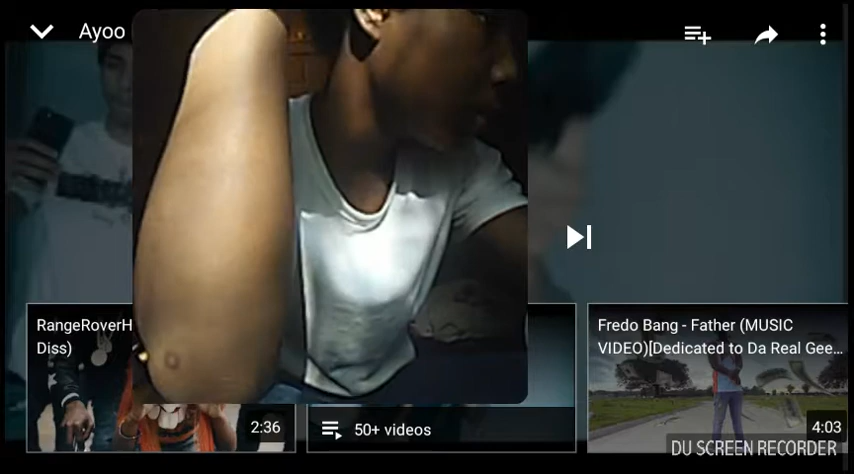 Ayoo
RangeRoverH
Diss)
2:36
50+ videos
Fredo Bang - Father (MUSIC
VIDEO)[Dedicated to Da Real Gee...
4:03
DU SCREEN RECORDER